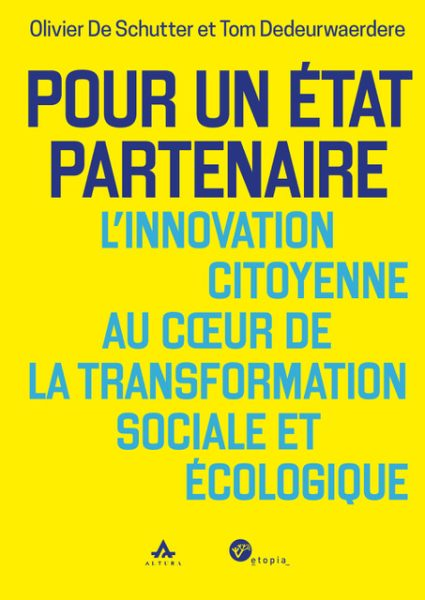 Olivier De Schutter et Tom Dedeurwaerdere
POUR UN ÉTAT
PARTENAIRE
L’INNOVATION
CITOYENNE
AU CŒUR DE
LA TRANSFORMATION
SOCIALE ET
ÉCOLOGIQUE
ALTURA
etopia_